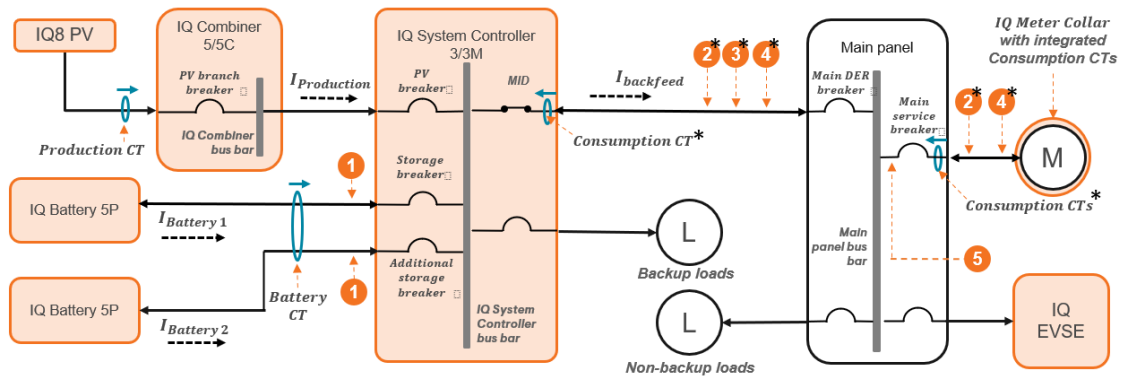 IQ8 PV
IQ Combiner
5/5C
PV branch
breaker
IQ Combiner
bus bar
Production CT
I Production
IQ System Controller
3/3M
PV breaker
MID
Storage
breaker
Additional
storage
breaker
IQ System
Controller
bus bar
IQ Battery 5P
I Battery 1
1
IQ Battery 5P
I Battery 2
1
Battery
CT
I backfeed
Consumption CT*
2* 3* 4*
L
Backup loads
L
Non-backup loads
Main panel
Main DER
breaker
Main
service
breaker
Main
panel bus
bar
2* 4*
IQ Meter Collar
with integrated
Consumption CTs
M
Consumption CTs*
5
IQ
EVSE